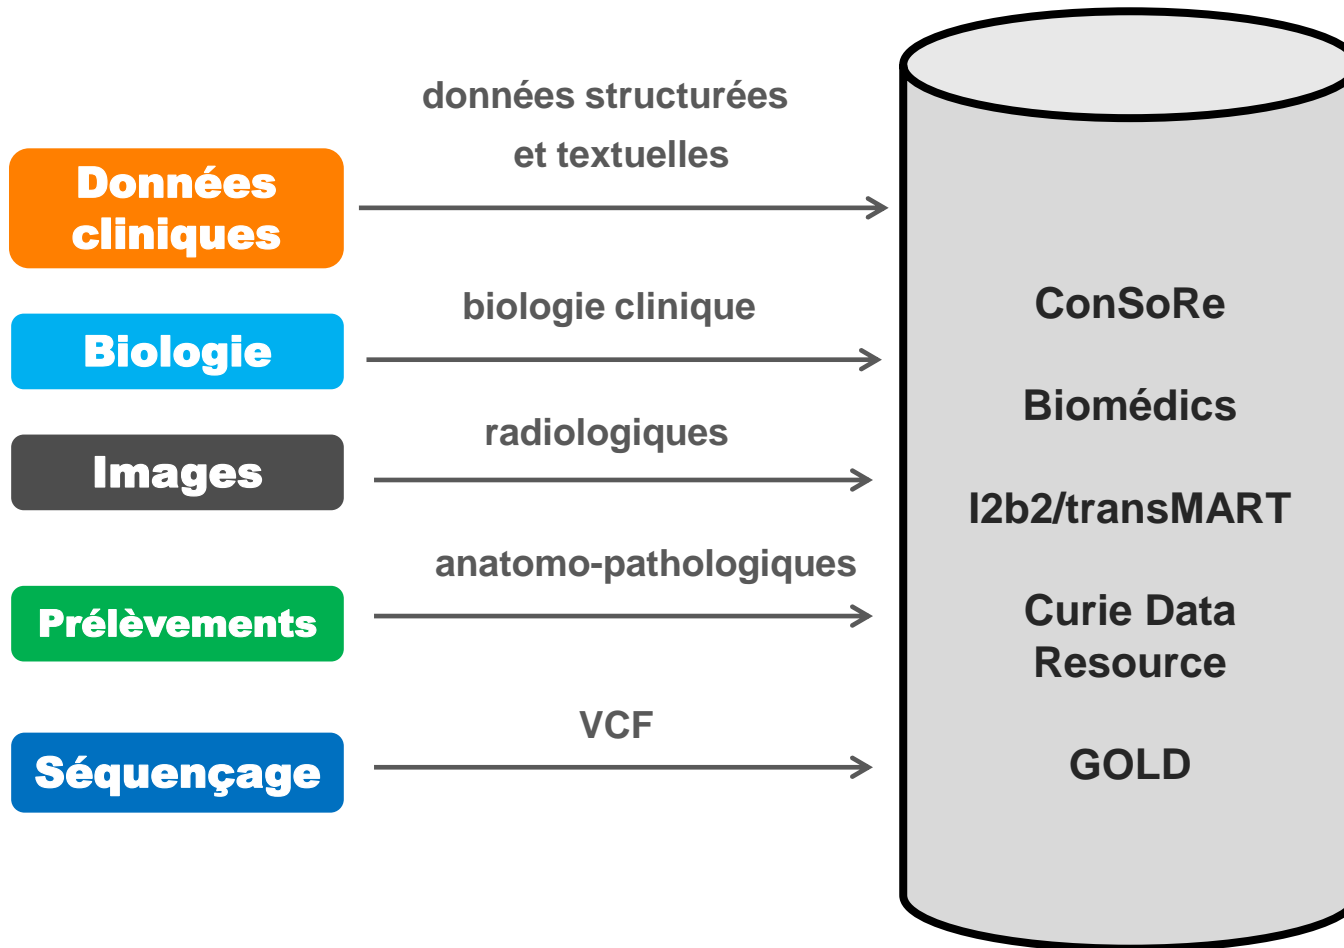 données structurées
et textuelles
Données
cliniques
biologie clinique
Biologie
radiologiques
Images
anatomo-pathologiques
Prélèvements
VCF
Séquençage
ConSoRe
Biomédics
I2b2/transMART
Curie Data
Resource
GOLD